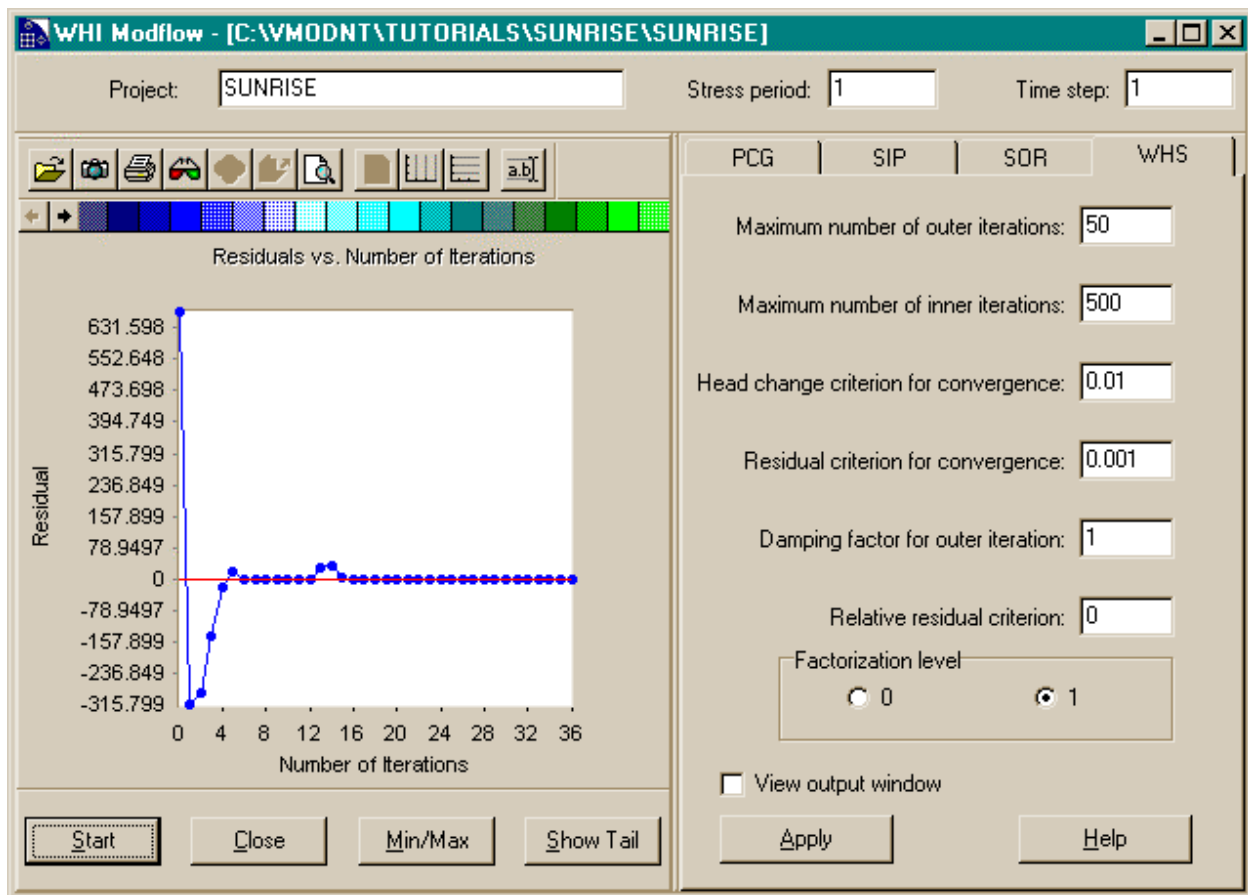 WHI Modflow - [C:\VMODNT\TUTORIALS\SUNRISE\SUNRISE]
Project: SUNRISE Stress period: 1 Time step: 1
a.b
PCG SIP SOR WHS
Residuals vs. Number of Iterations
Residual
631.598
552.648
473.698
394.749
315.799
236.849
157.899
78.9497
0
-78.9497
-157.899
-236.849
-315.799
0 4 8 12 16 20 24 28 32 36
Number of Iterations
Start Close Min/Max Show Tail
Maximum number of outer iterations: 50
Maximum number of inner iterations: 500
Head change criterion for convergence: 0.01
Residual criterion for convergence: 0.001
Damping factor for outer iteration: 1
Relative residual criterion: 0
Factorization level
0 1
View output window
Apply Help